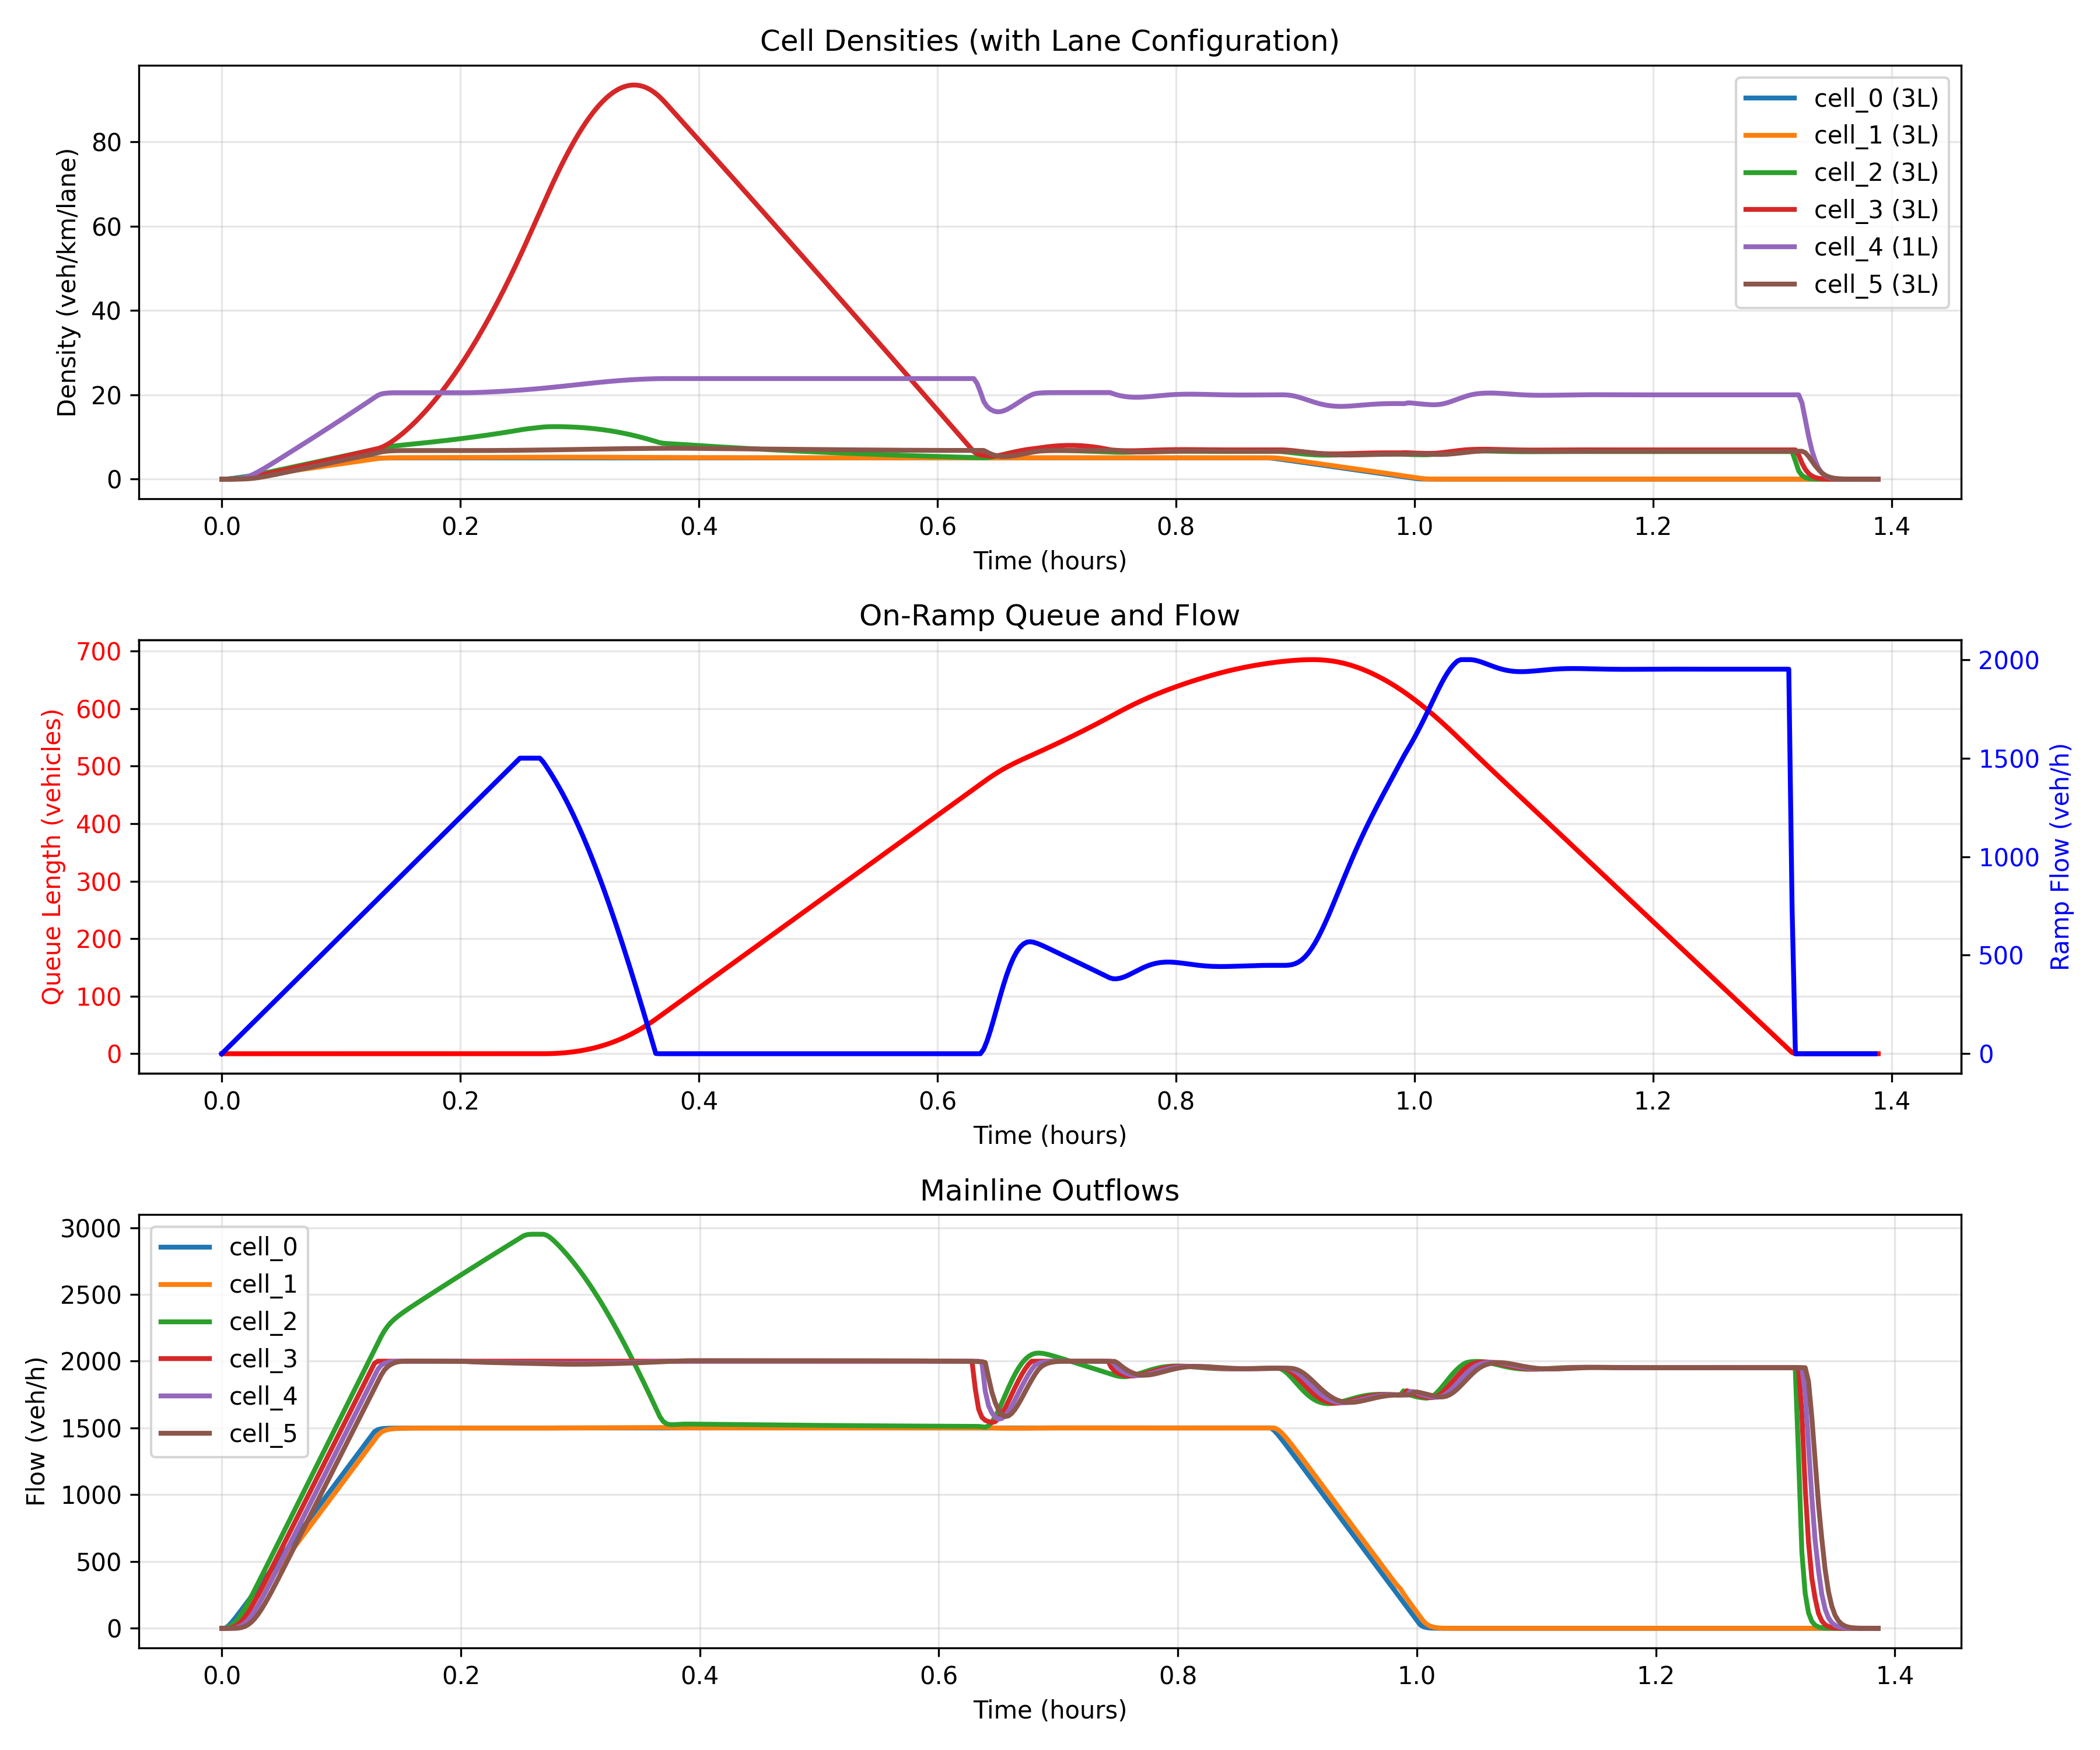 Cell Densities (with Lane Configuration)
Density (veh/km/lane)
80
60
40
20
0
cell_0 (3L)
cell_1 (3L)
cell_2 (3L)
cell_3 (3L)
cell_4 (1L)
cell_5 (3L)
0.0 0.2 0.4 0.6 0.8 1.0 1.2 1.4
Time (hours)
On-Ramp Queue and Flow
Queue Length (vehicles)
700
600
500
400
300
200
100
0
2000
1500
1000
500
0
Ramp Flow (veh/h)
0.0 0.2 0.4 0.6 0.8 1.0 1.2 1.4
Time (hours)
Mainline Outflows
Flow (veh/h)
3000
2500
2000
1500
1000
500
0
cell_0
cell_1
cell_2
cell_3
cell_4
cell_5
0.0 0.2 0.4 0.6 0.8 1.0 1.2 1.4
Time (hours)